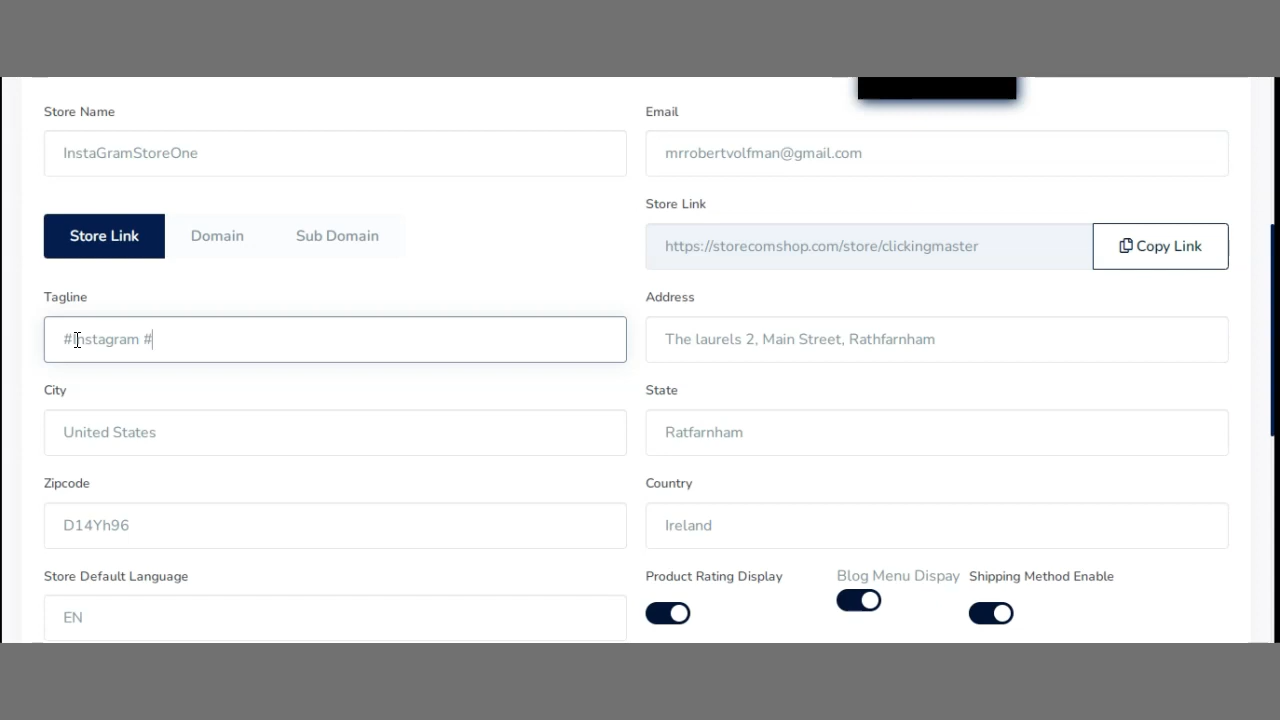 Store Name
Email
InstaGramStoreOne
mrrobertvolfman@gmail.com
Store Link
Store Link Domain Sub Domain
https://storecomshop.com/store/clickingmaster Copy Link
Tagline
Address
#Instagram #
The laurels 2, Main Street, Rathfarnham
City
State
United States
Ratfarnham
Zipcode
Country
D14Yh96
Ireland
Store Default Language
Product Rating Display Blog Menu Dispay Shipping Method Enable
EN